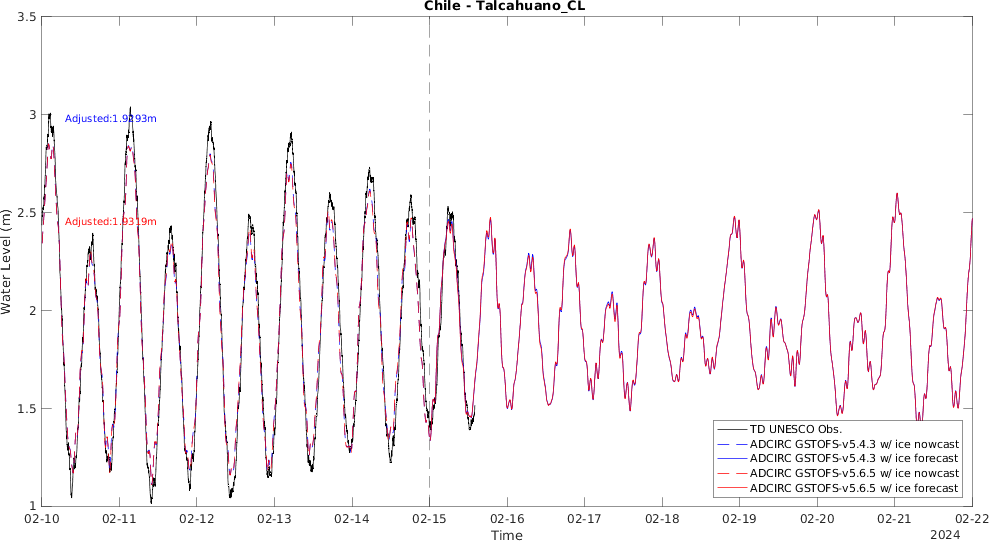 Chile - Talcahuano_CL
3.5
3
2.5
2
1.5
1
Water Level (m)
Adjusted:1.9293m
Adjusted:1.9319m
TD UNESCO Obs.
ADCIRC GSTOFS-v5.4.3 w/ ice nowcast
ADCIRC GSTOFS-v5.4.3 w/ ice forecast
ADCIRC GSTOFS-v5.6.5 w/ ice nowcast
ADCIRC GSTOFS-v5.6.5 w/ ice forecast
02-10 02-11 02-12 02-13 02-14 02-15 02-16 02-17 02-18 02-19 02-20 02-21 02-22
Time
2024